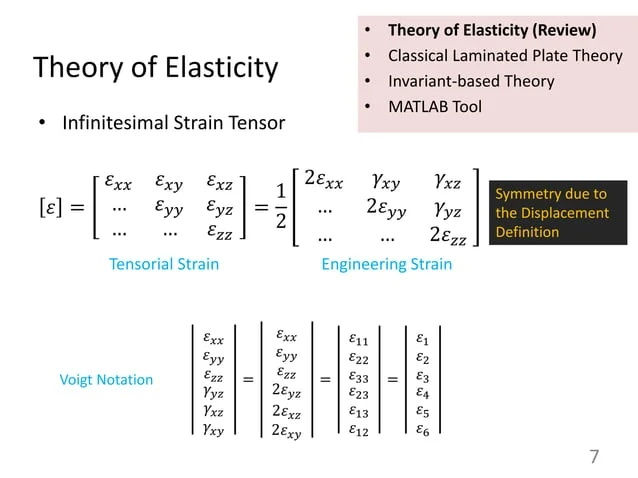 Theory of Elasticity
• Theory of Elasticity (Review)
• Classical Laminated Plate Theory
• Invariant-based Theory
• MATLAB Tool
• Infinitesimal Strain Tensor
[ε] = [ε_xx ε_xy ε_xz; … ε_yy ε_yz; … … ε_zz] = 1/2 [2ε_xx γ_xy γ_xz; … 2ε_yy γ_yz; … … 2ε_zz]
Symmetry due to
the Displacement
Definition
Tensorial Strain
Engineering Strain
Voigt Notation
|ε_xx ε_yy ε_zz γ_yz γ_xz γ_xy| = |ε_xx ε_yy ε_zz 2ε_yz 2ε_xz 2ε_xy| = |ε_11 ε_22 ε_33 ε_23 ε_13 ε_12| = |ε_1 ε_2 ε_3 ε_4 ε_5 ε_6|
7